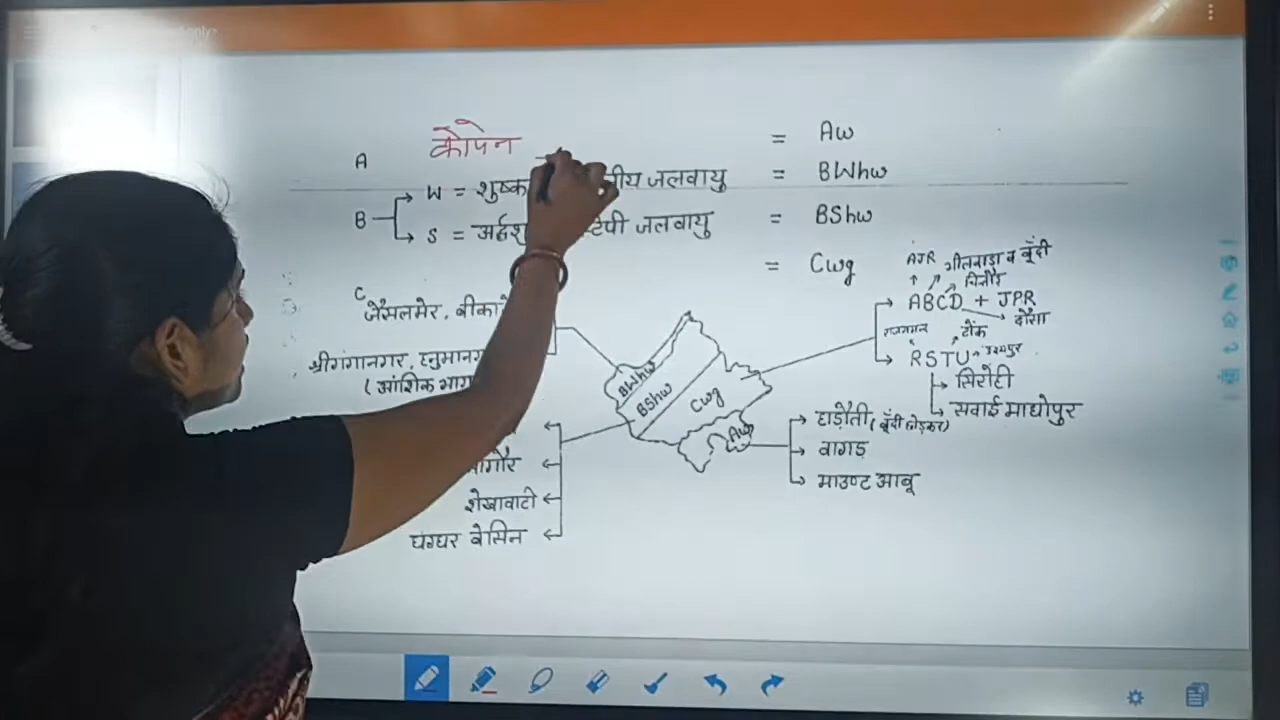 कोपेन
A = Aw
W = शुष्क जलवायु = BWhw
B
S = जलवायु = BShw
C = Cwg
AJR भीलवाड़ा व बूँदी
चित्तौड़
ABCD + JPR
दौसा
टोंक
RSTU उदयपुर
सिरोही
सवाई माधोपुर
जैसलमेर, बीकाने
श्रीगंगानगर, हनुमानग
(आंशिक भाग
BWhw
BShw
Cwg
Aw
हाड़ौती (बूँदी छोड़कर)
वागड़
माउण्ट आबू
नागौर
शेखावाटी
घग्घर बेसिन